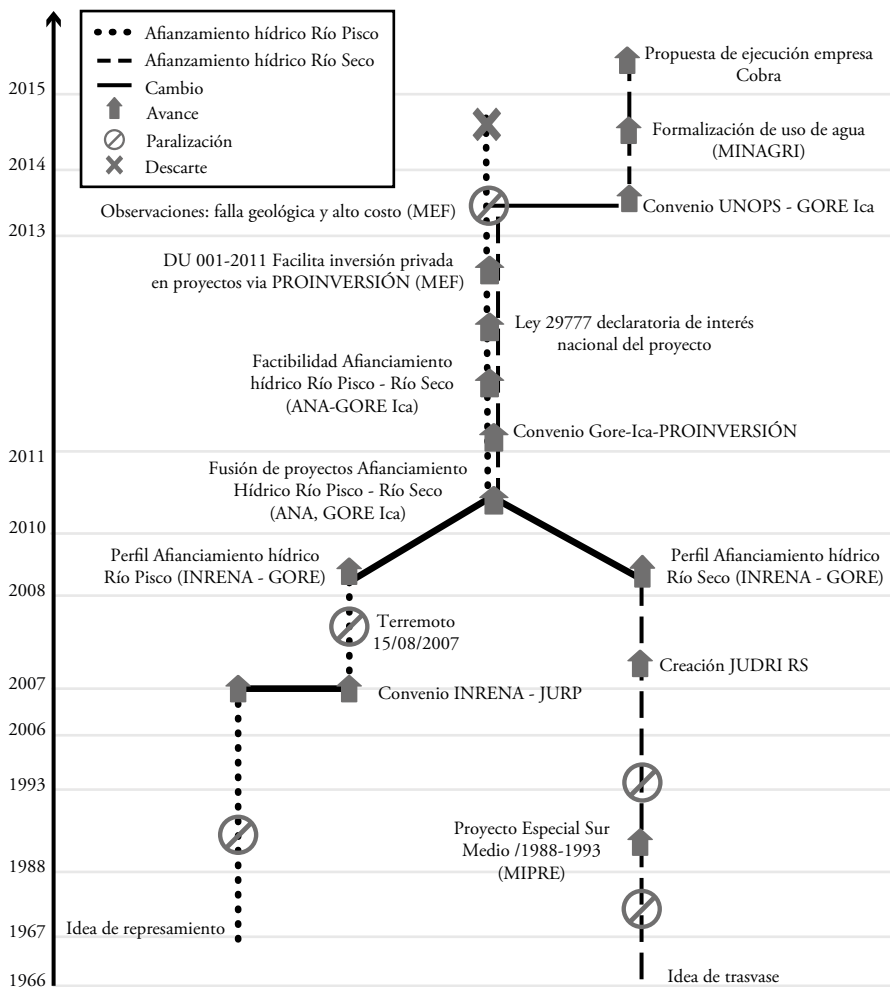 Afianzamiento hídrico Río Pisco
Afianzamiento hídrico Río Seco
Cambio
Avance
Paralización
Descarte
Propuesta de ejecución empresa
Cobra
2015
Formalización de uso de agua
(MINAGRI)
2014
Observaciones: falla geológica y alto costo (MEF)
Convenio UNOPS - GORE Ica
2013
DU 001-2011 Facilita inversión privada
en proyectos via PROINVERSIÓN (MEF)
Ley 29777 declaratoria de interés
nacional del proyecto
Factibilidad Afianciamiento
hídrico Río Pisco - Río Seco
(ANA-GORE Ica)
Convenio Gore-Ica-PROINVERSIÓN
2011
Fusión de proyectos Afianciamiento
Hídrico Río Pisco - Río Seco
(ANA, GORE Ica)
2010
Perfil Afianciamiento hídrico
Río Pisco (INRENA - GORE)
Perfil Afianciamiento hídrico
Río Seco (INRENA - GORE)
2008
Terremoto
15/08/2007
Creación JUDRI RS
2007
Convenio INRENA - JURP
2006
1993
Proyecto Especial Sur
Medio /1988-1993
(MIPRE)
1988
Idea de represamiento
1967
Idea de trasvase
1966